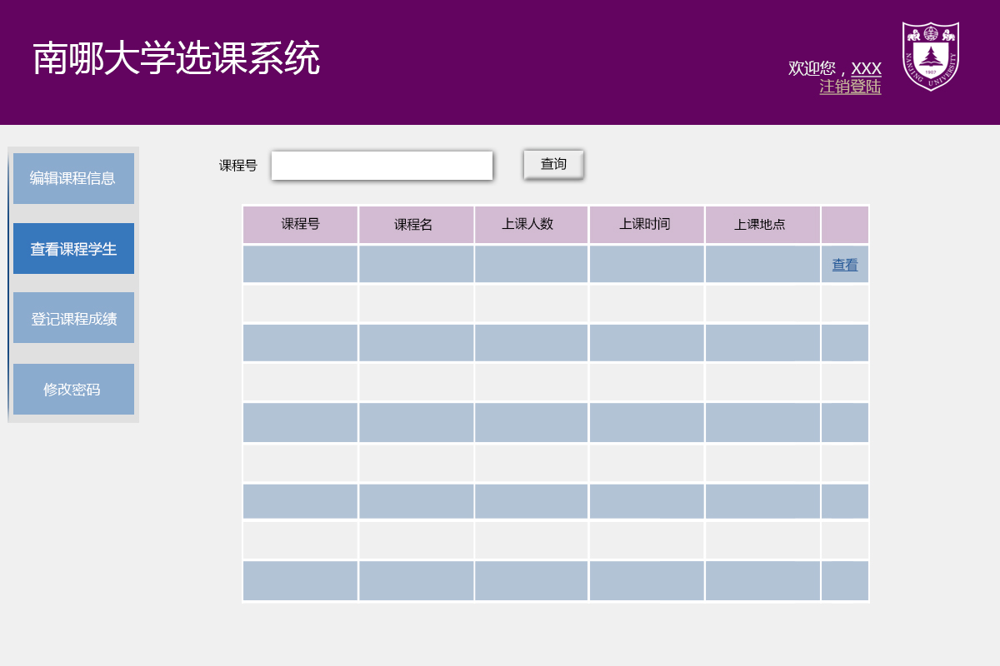 南哪大学选课系统
欢迎您，XXX
注销登陆
NANJING UNIVERSITY
1902
编辑课程信息
查看课程学生
登记课程成绩
修改密码
课程号
查询
课程号 课程名 上课人数 上课时间 上课地点
查看